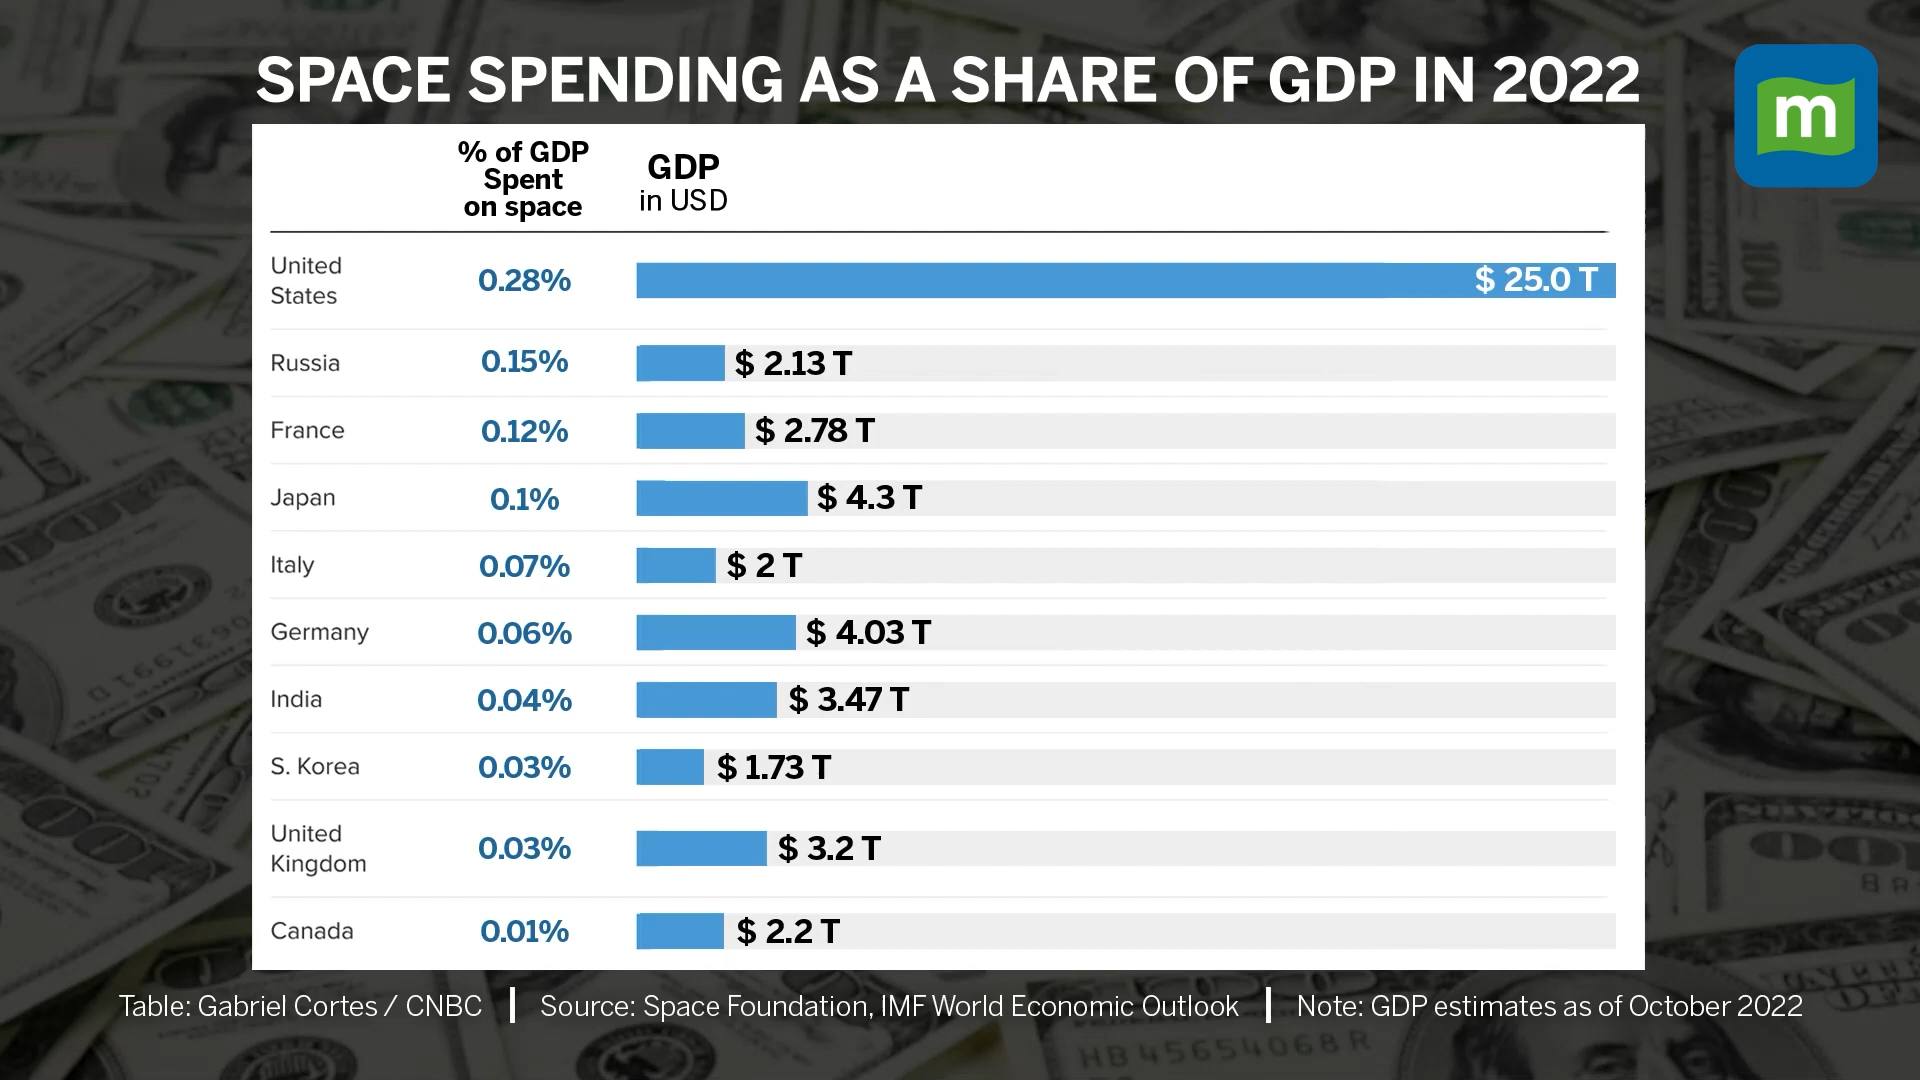 SPACE SPENDING AS A SHARE OF GDP IN 2022
m
% of GDP
Spent
on space
GDP
in USD
United
States
0.28%
$ 25.0 T
Russia
0.15%
$ 2.13 T
France
0.12%
$ 2.78 T
Japan
0.1%
$ 4.3 T
Italy
0.07%
$ 2 T
Germany
0.06%
$ 4.03 T
India
0.04%
$ 3.47 T
S. Korea
0.03%
$ 1.73 T
United
Kingdom
0.03%
$ 3.2 T
Canada
0.01%
$ 2.2 T
Table: Gabriel Cortes / CNBC | Source: Space Foundation, IMF World Economic Outlook | Note: GDP estimates as of October 2022
HB45654068R